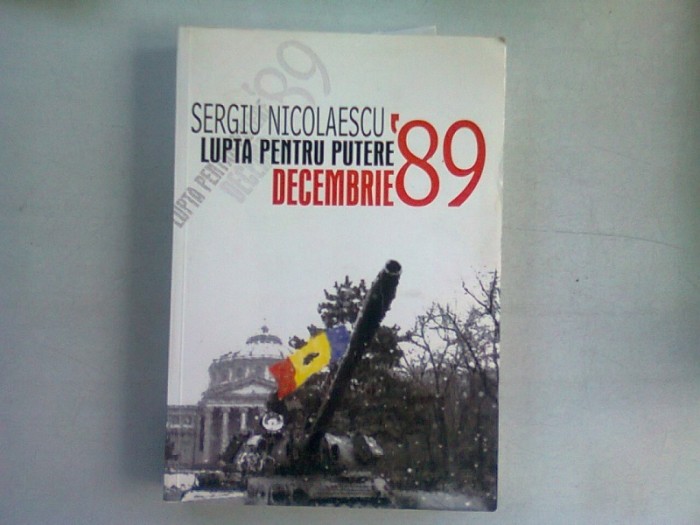 SERGIU NICOLAESCU
LUPTA PENTRU PUTERE
DECEMBRIE '89